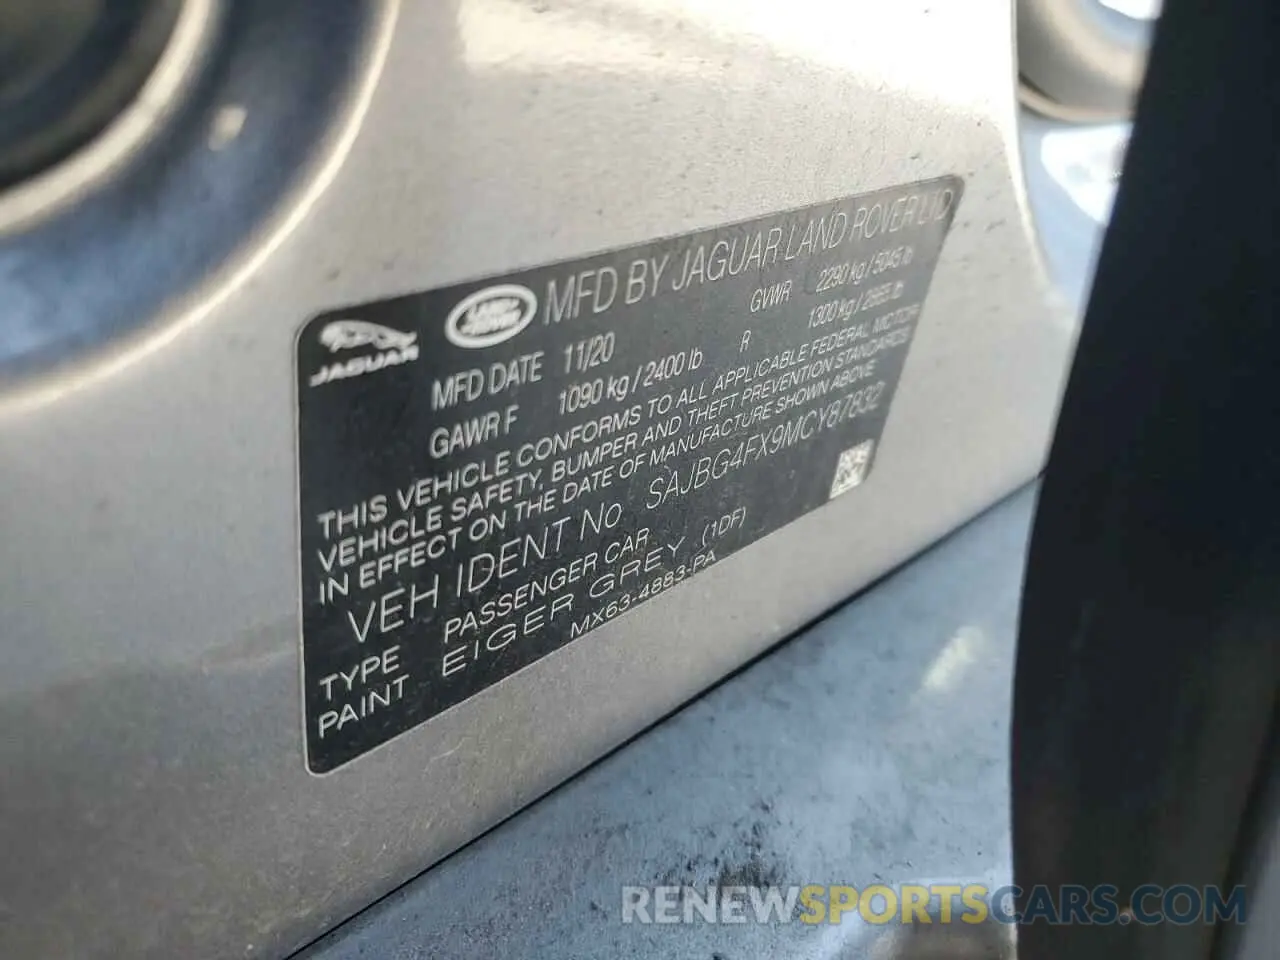 JAGUAR
LAND ROVER
MFD BY JAGUAR LAND ROVER LTD
MFD DATE 11/20 GVWR 2290 kg / 5045 lb
GAWR F 1090 kg / 2400 lb R 1300 kg / 2865 lb
THIS VEHICLE CONFORMS TO ALL APPLICABLE FEDERAL MOTOR
VEHICLE SAFETY, BUMPER AND THEFT PREVENTION STANDARDS
IN EFFECT ON THE DATE OF MANUFACTURE SHOWN ABOVE
VEH IDENT No SAJBG4FX9MCY87832
TYPE PASSENGER CAR
PAINT EIGER GREY (1DF)
MX63-4883-PA
RENEWSPORTSCARS.COM